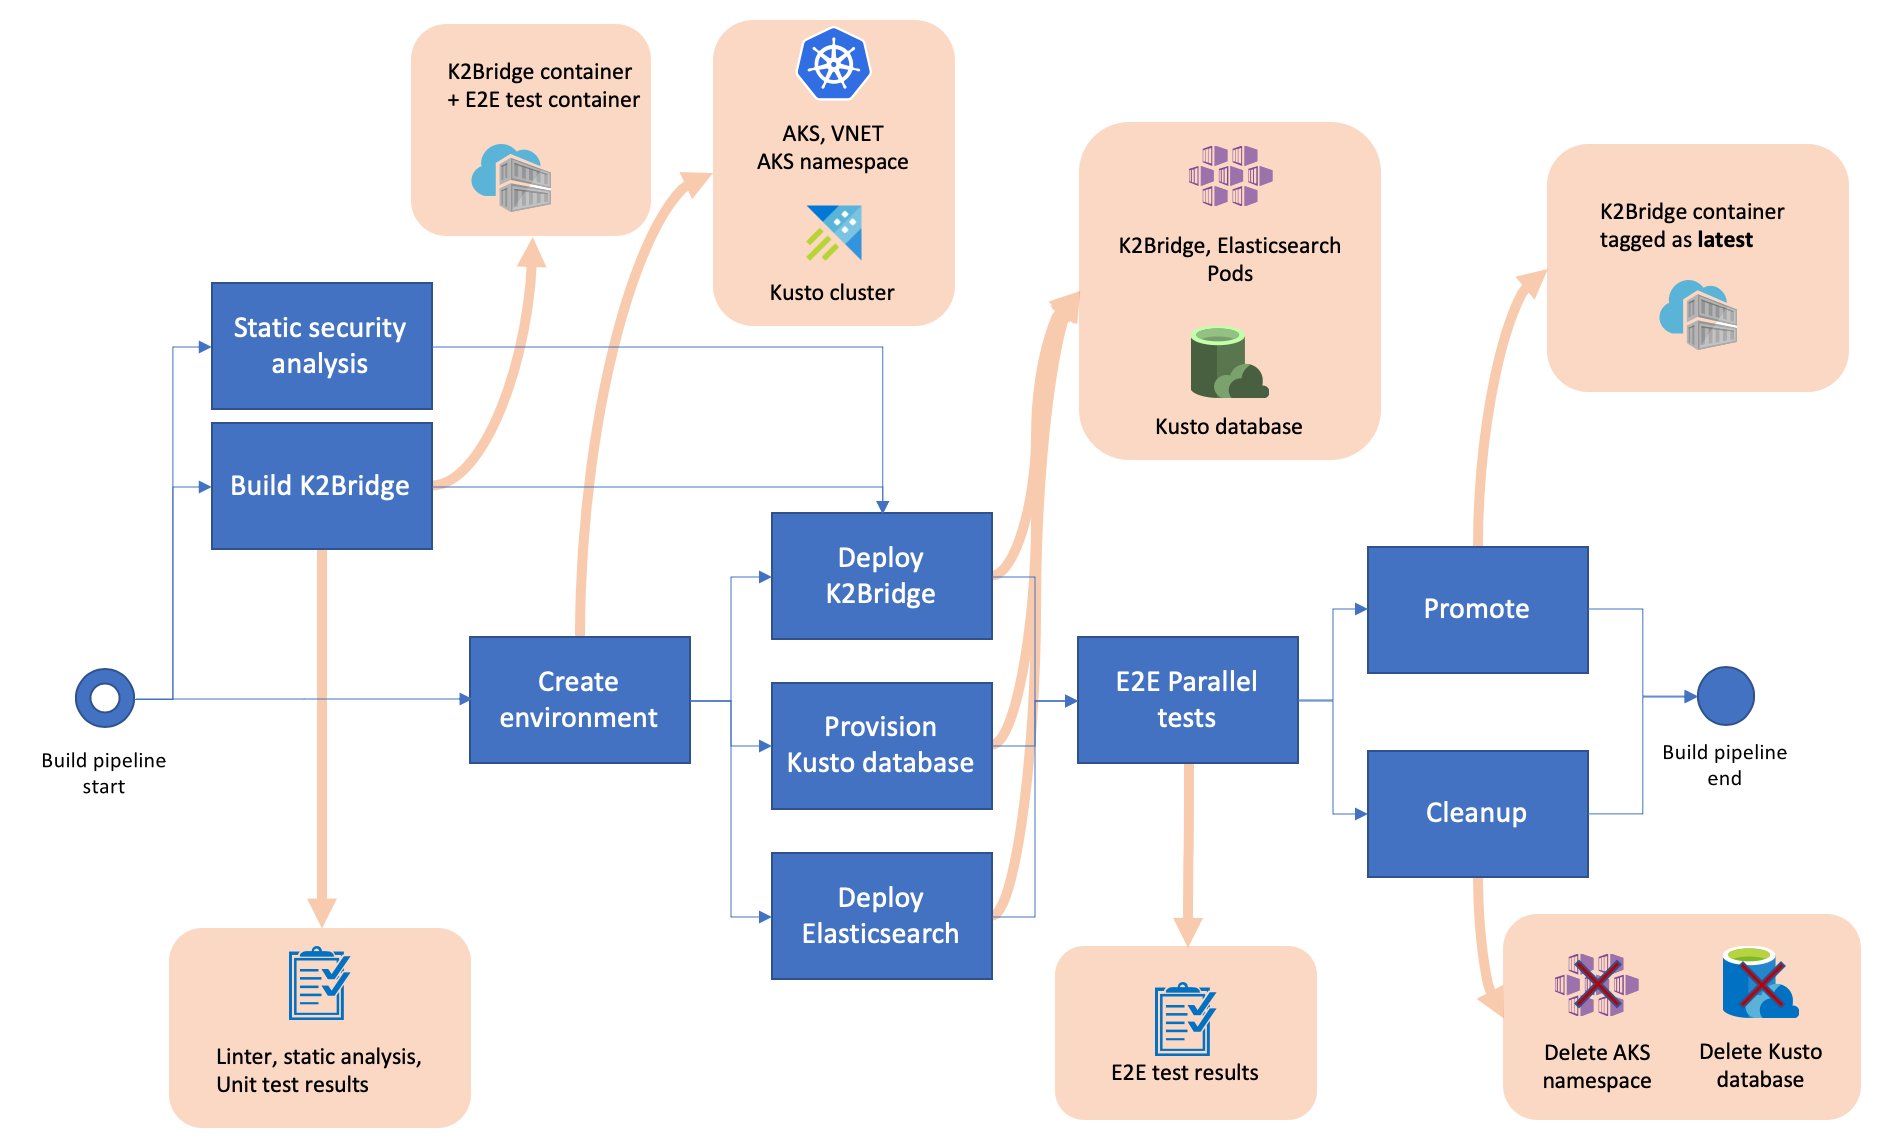 K2Bridge container
+ E2E test container
AKS, VNET
AKS namespace
Kusto cluster
K2Bridge, Elasticsearch
Pods
Kusto database
K2Bridge container
tagged as latest
Static security
analysis
Build K2Bridge
Deploy
K2Bridge
Create
environment
Provision
Kusto database
Deploy
Elasticsearch
E2E Parallel
tests
Promote
Cleanup
Build pipeline
start
Build pipeline
end
Linter, static analysis,
Unit test results
E2E test results
Delete AKS
namespace
Delete Kusto
database